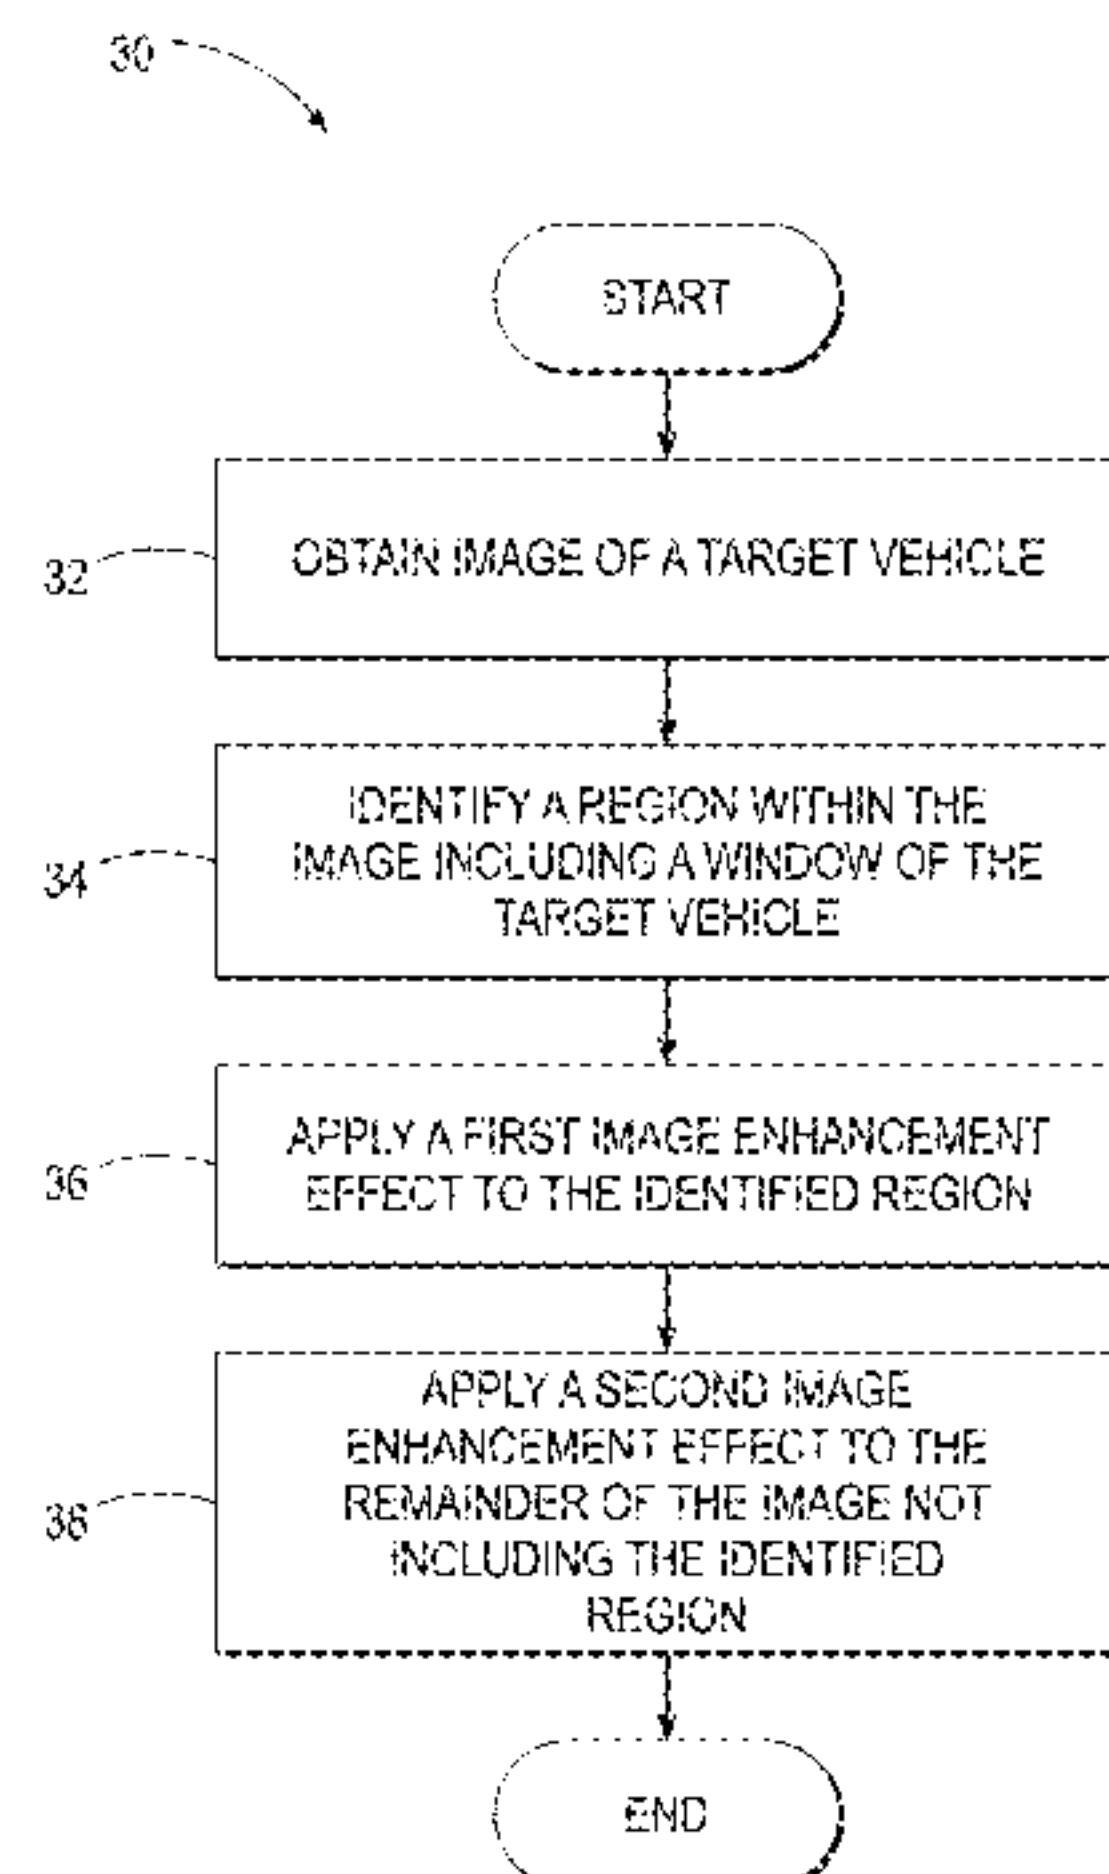 30
START
32
OBTAIN IMAGE OF A TARGET VEHICLE
34
IDENTIFY A REGION WITHIN THE
IMAGE INCLUDING A WINDOW OF THE
TARGET VEHICLE
36
APPLY A FIRST IMAGE ENHANCEMENT
EFFECT TO THE IDENTIFIED REGION
38
APPLY A SECOND IMAGE
ENHANCEMENT EFFECT TO THE
REMAINDER OF THE IMAGE NOT
INCLUDING THE IDENTIFIED
REGION
END